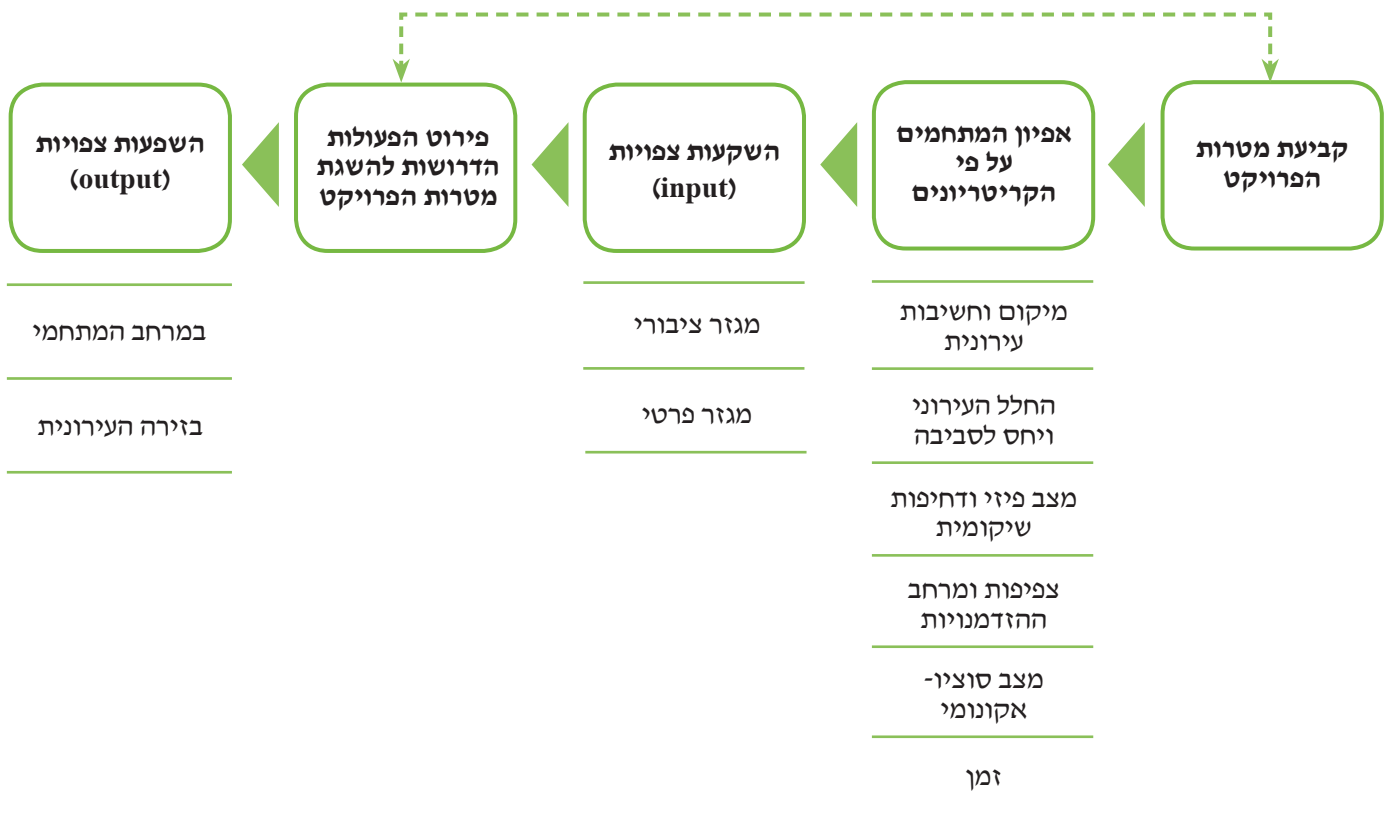 קביעת מטרות
הפרויקט
אפיון המתחמים
על פי
הקריטריונים
מיקום וחשיבות
עירונית
החלל העירוני
ויחס לסביבה
מצב פיזי ודחיפות
שיקומית
צפיפות ומרחב
ההזדמנויות
מצב סוציו-
אקונומי
זמן
השקעות צפויות
(input)
מגזר ציבורי
מגזר פרטי
פירוט הפעולות
הדרושות להשגת
מטרות הפרויקט
השפעות צפויות
(output)
במרחב המתחמי
בזירה העירונית